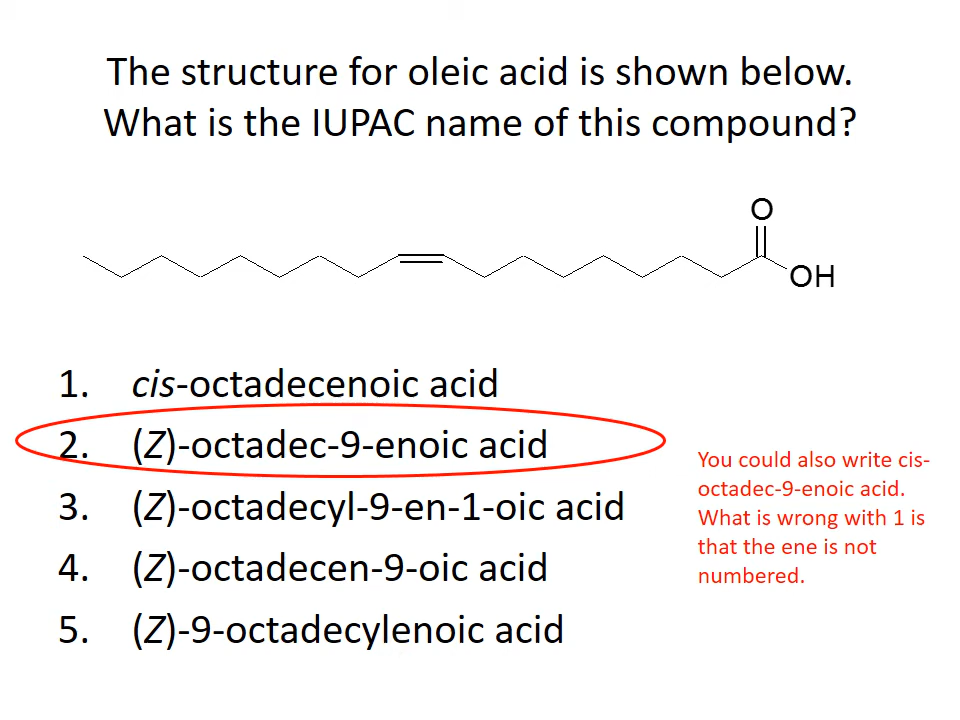 The structure for oleic acid is shown below.
What is the IUPAC name of this compound?
O
OH
1. cis-octadecenoic acid
2. (Z)-octadec-9-enoic acid
3. (Z)-octadecyl-9-en-1-oic acid
4. (Z)-octadecen-9-oic acid
5. (Z)-9-octadecylenoic acid
You could also write cis-
octadec-9-enoic acid.
What is wrong with 1 is
that the ene is not
numbered.